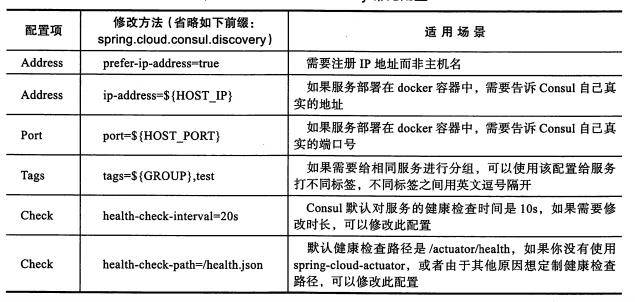 配置项
修改方法（省略如下前缀：
spring.cloud.consul.discovery）
适用场景
Address
prefer-ip-address=true
需要注册 IP 地址而非主机名
Address
ip-address=${HOST_IP}
如果服务部署在 docker 容器中，需要告诉 Consul 自己真
实的地址
Port
port=${HOST_PORT}
如果服务部署在 docker 容器中，需要告诉 Consul 自己真
实的端口号
Tags
tags=${GROUP},test
如果需要给相同服务进行分组，可以使用该配置给服务
打不同标签，不同标签之间用英文逗号隔开
Check
health-check-interval=20s
Consul 默认对服务的健康检查时间是 10s，如果需要修
改时长，可以修改此配置
Check
health-check-path=/health.json
默认健康检查路径是 /actuator/health，如果你没有使用
spring-cloud-actuator，或者由于其他原因想定制健康检查
路径，可以修改此配置